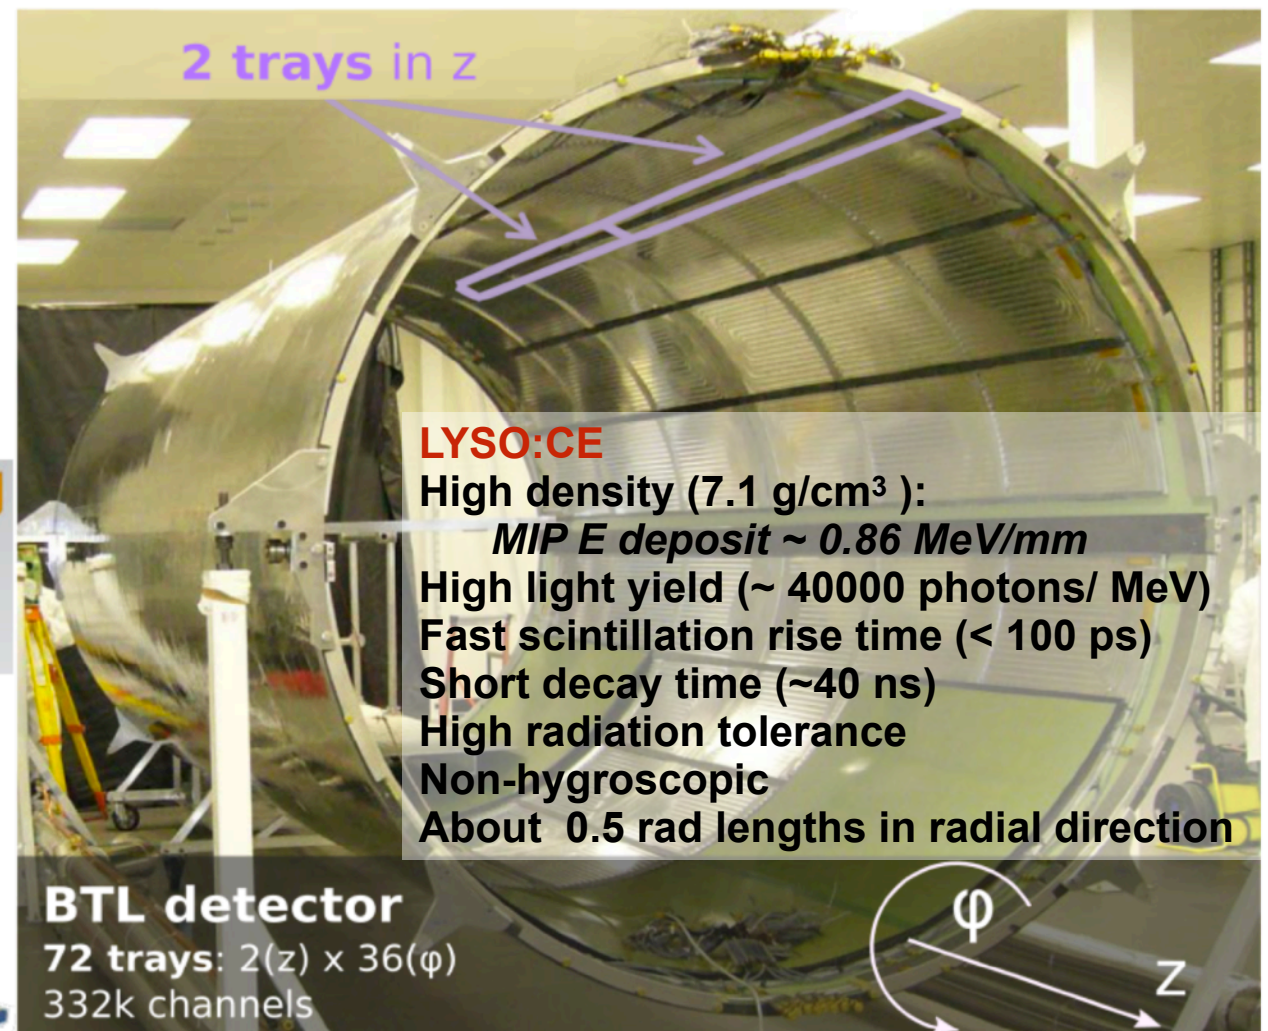 2 trays in z
LYSO:CE
High density (7.1 g/cm³ ):
MIP E deposit ~ 0.86 MeV/mm
High light yield (~ 40000 photons/ MeV)
Fast scintillation rise time (< 100 ps)
Short decay time (~40 ns)
High radiation tolerance
Non-hygroscopic
About 0.5 rad lengths in radial direction
BTL detector
72 trays: 2(z) x 36(φ)
332k channels
φ
z